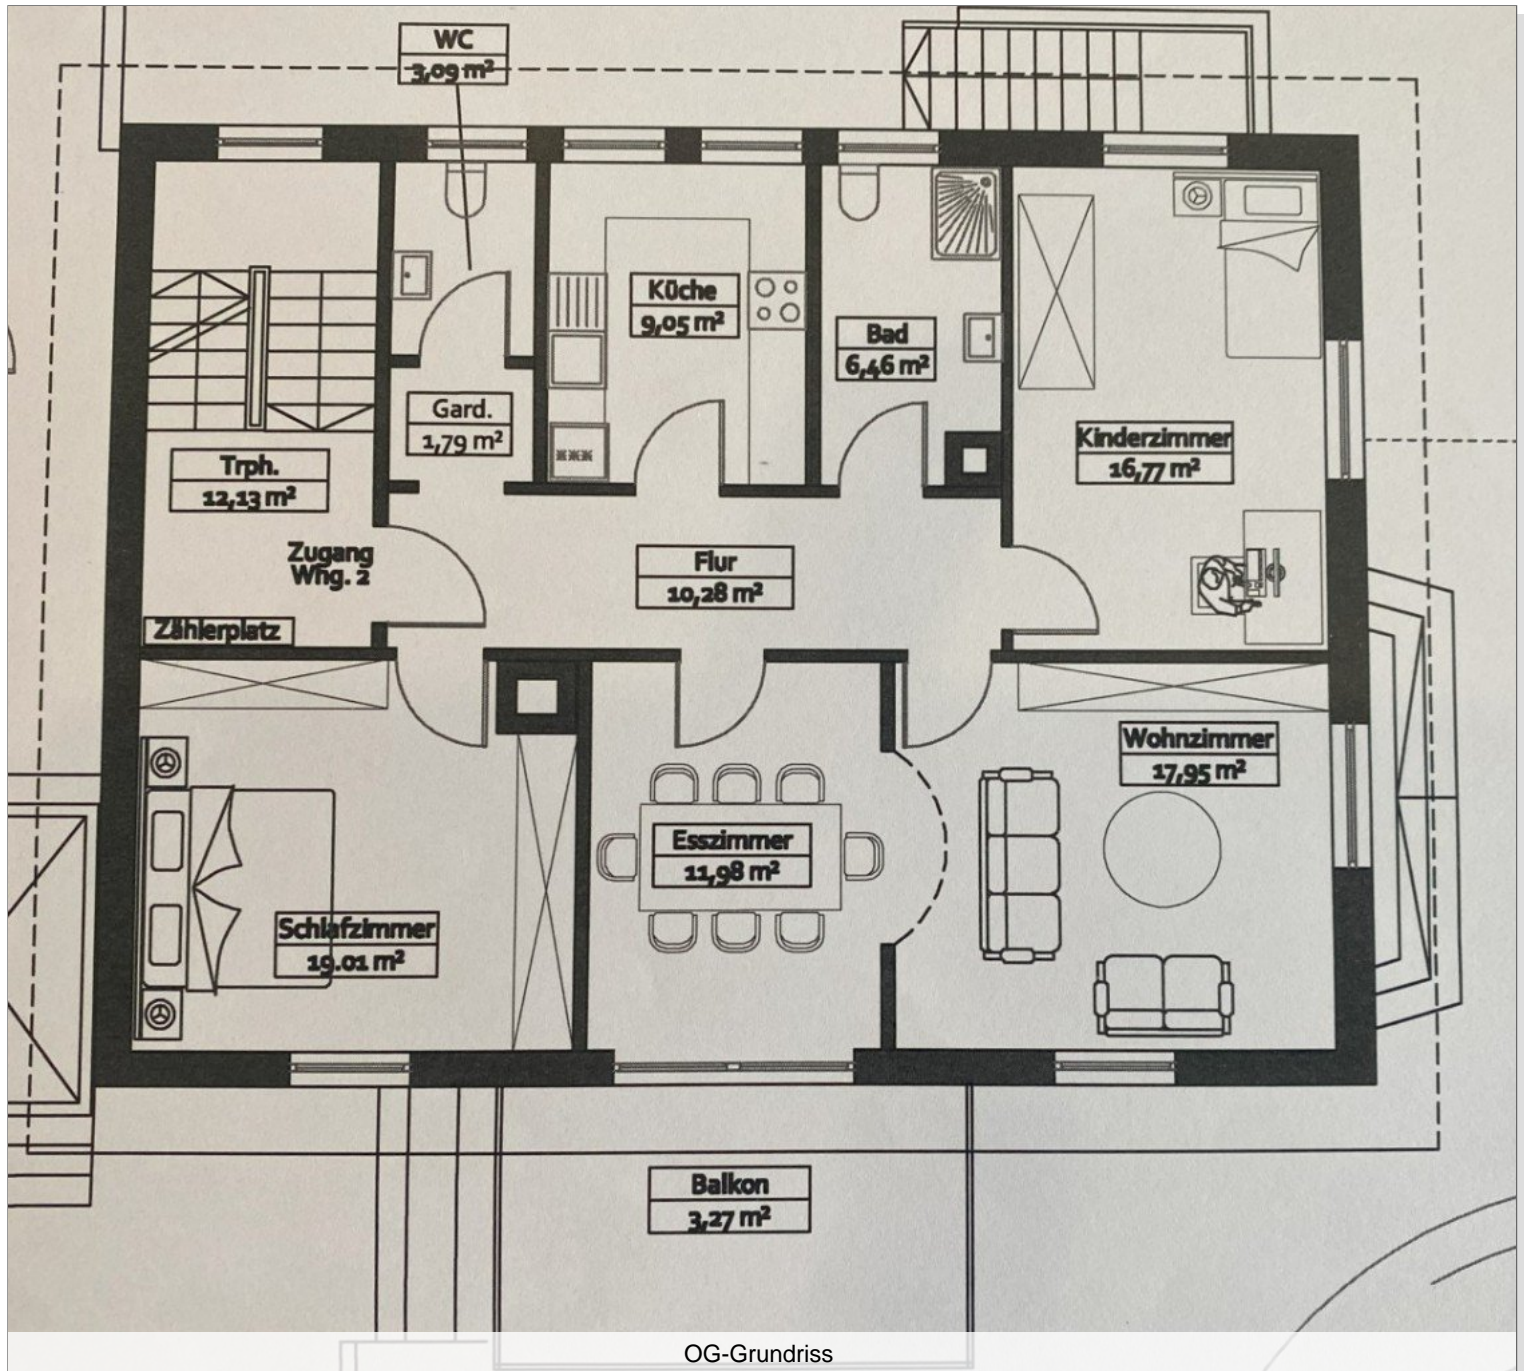 WC
3,09 m²
Küche
9,05 m²
Bad
6,46 m²
Gard.
1,79 m²
Kinderzimmer
16,77 m²
Trph.
12,13 m²
Zugang
Whg. 2
Flur
10,28 m²
Zählerplatz
Wohnzimmer
17,95 m²
Esszimmer
11,98 m²
Schlafzimmer
19.01 m²
Balkon
3,27 m²
OG-Grundriss